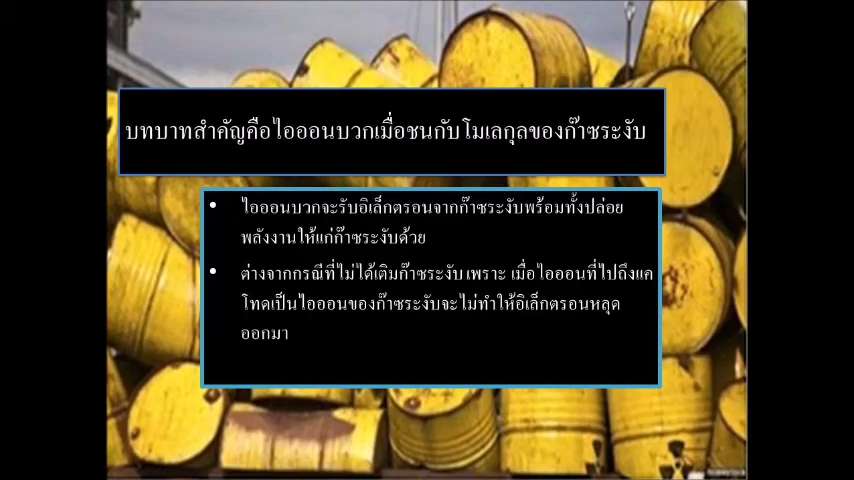 บทบาทสำคัญคือไอออนบวกเมื่อชนกับโมเลกุลของก๊าซระงับ
• ไอออนบวกจะรับอิเล็กตรอนจากก๊าซระงับพร้อมทั้งปล่อย
พลังงานให้แก่ก๊าซระงับด้วย
• ต่างจากกรณีที่ไม่ได้เติมก๊าซระงับ เพราะ เมื่อไอออนที่ไปถึงแค
โทดเป็นไอออนของก๊าซระงับจะไม่ทำให้อิเล็กตรอนหลุด
ออกมา